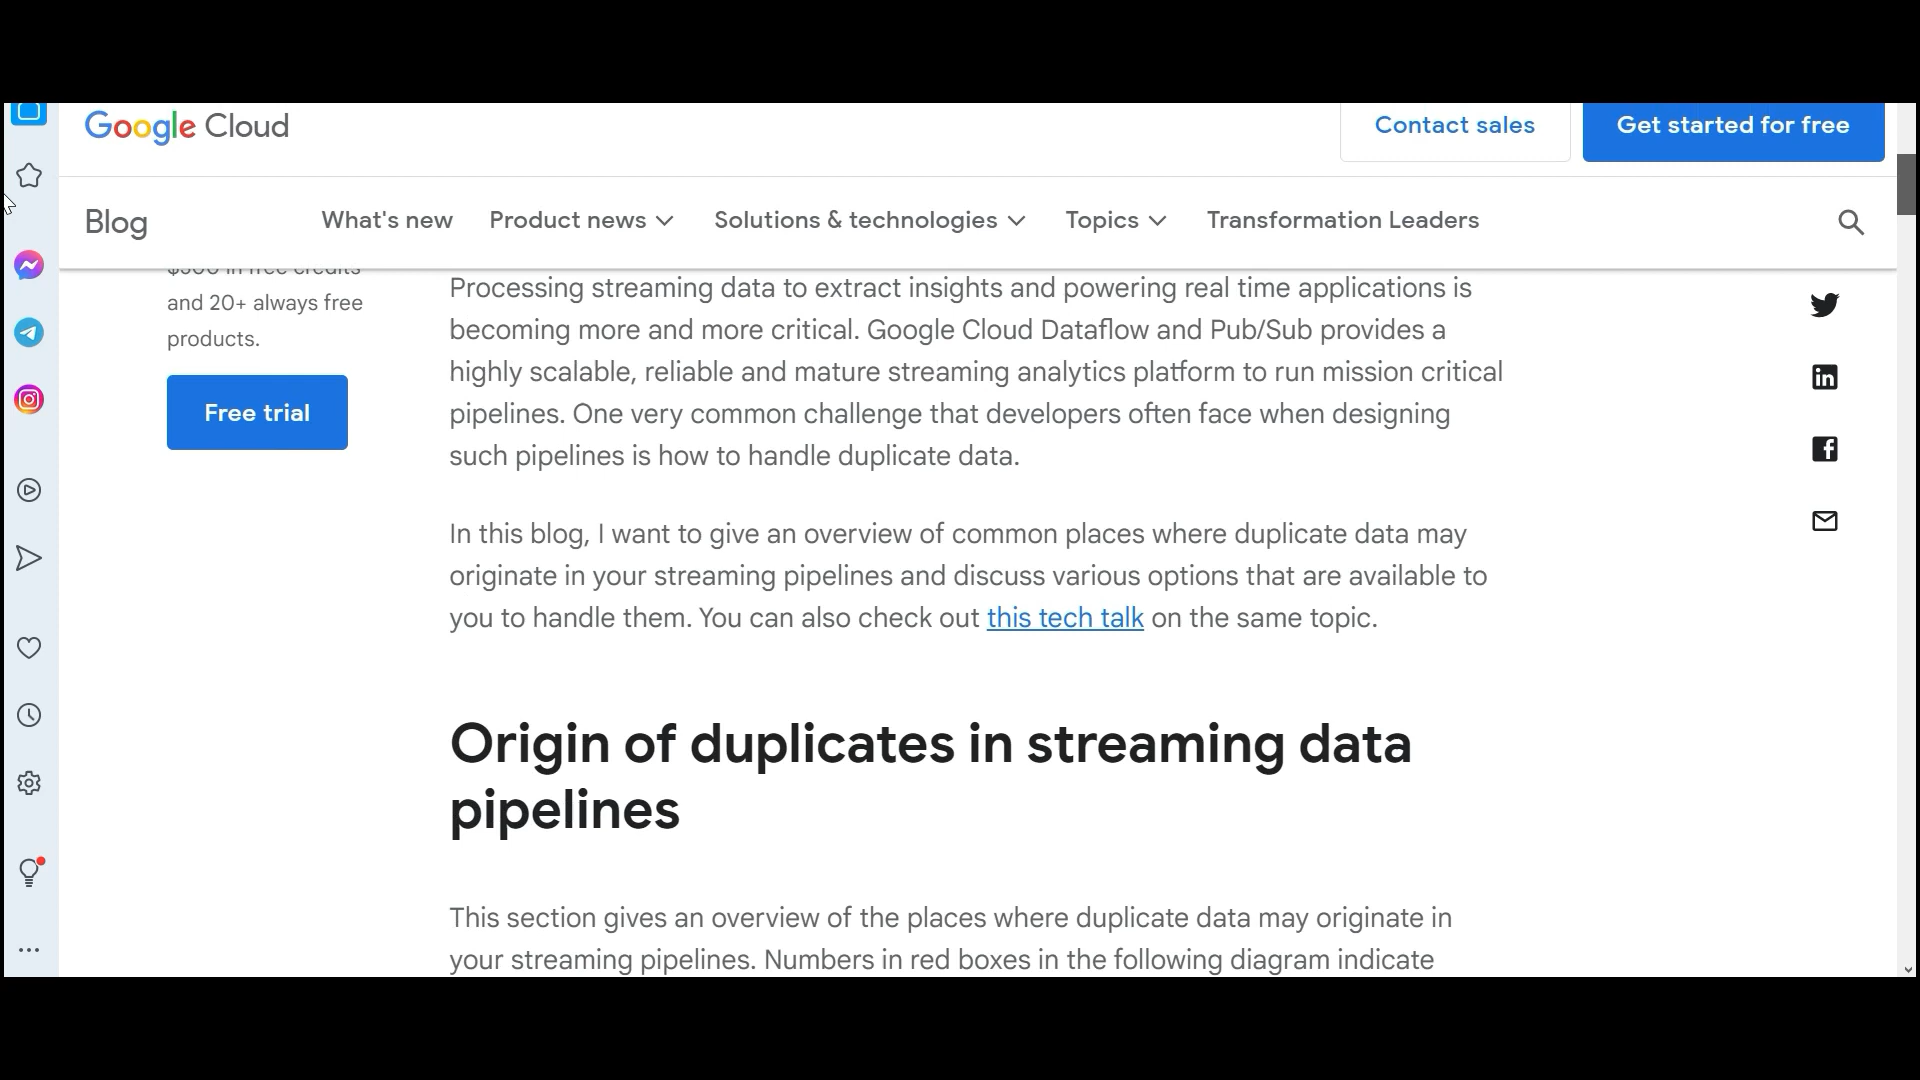 Google Cloud
Contact sales
Get started for free
Blog
What's new
Product news
Solutions & technologies
Topics
Transformation Leaders
$300 in free credits
and 20+ always free
products.
Free trial
Processing streaming data to extract insights and powering real time applications is
becoming more and more critical. Google Cloud Dataflow and Pub/Sub provides a
highly scalable, reliable and mature streaming analytics platform to run mission critical
pipelines. One very common challenge that developers often face when designing
such pipelines is how to handle duplicate data.
In this blog, I want to give an overview of common places where duplicate data may
originate in your streaming pipelines and discuss various options that are available to
you to handle them. You can also check out this tech talk on the same topic.
Origin of duplicates in streaming data
pipelines
This section gives an overview of the places where duplicate data may originate in
your streaming pipelines. Numbers in red boxes in the following diagram indicate